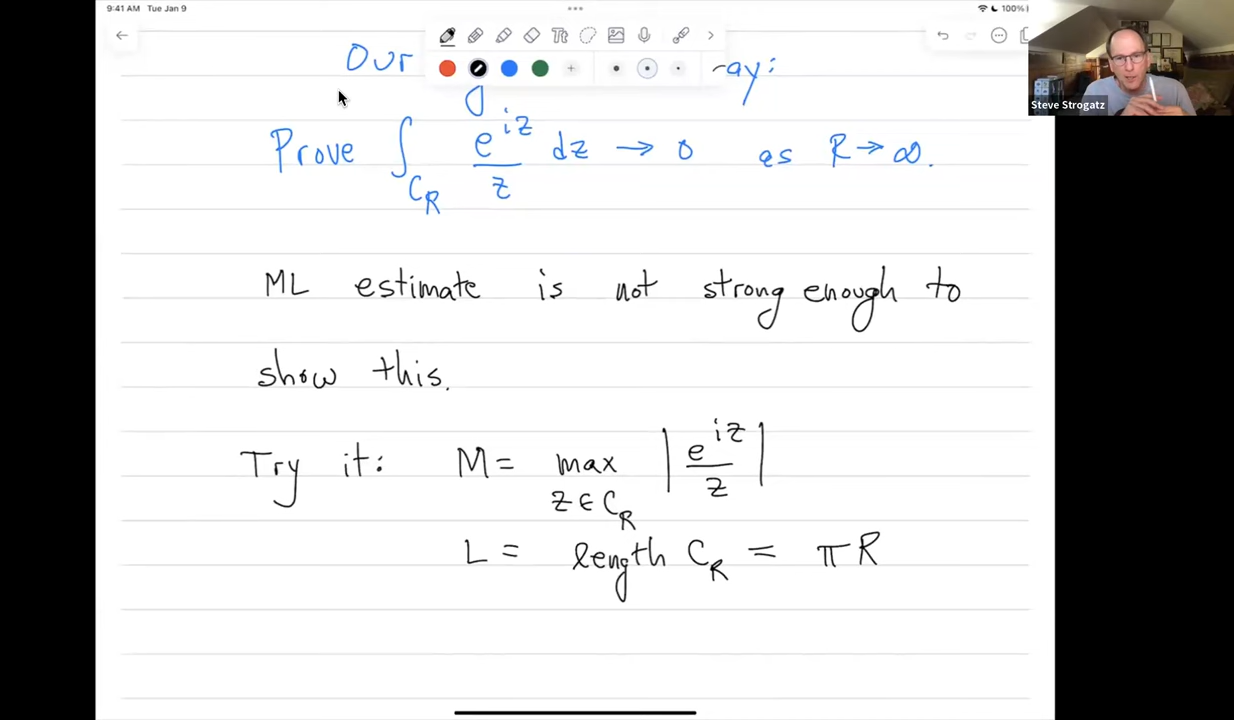 9:41 AM Tue Jan 9
100%
Our
Steve Strogatz
Prove ∫_{C_R} e^{iz}/z dz → 0 as R → ∞.
ML estimate is not strong enough to
show this.
Try it: M = max_{z ∈ C_R} |e^{iz}/z|
L = length C_R = πR